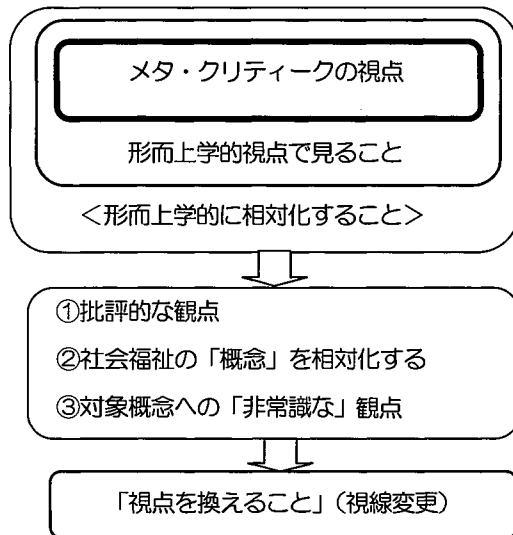 メタ・クリティークの視点
形而上学的視点で見ること
＜形而上学的に相対化すること＞
①批評的な観点
②社会福祉の「概念」を相対化する
③対象概念への「非常識な」観点
「視点を換えること」（視線変更）